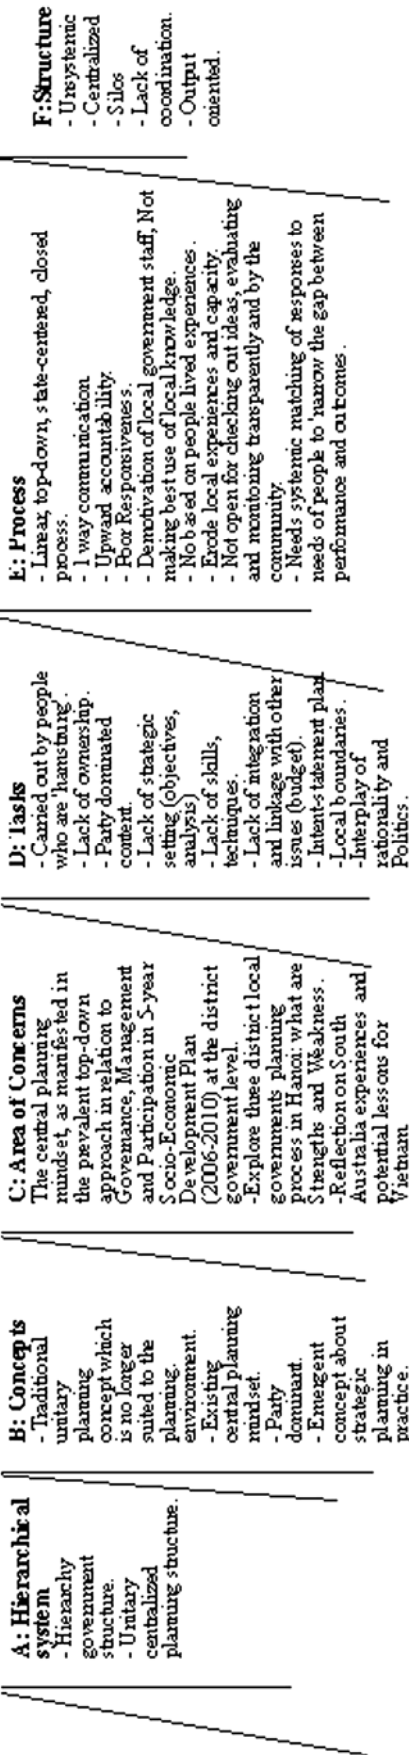 A: Hierarchical
system
- Hierarchy
government
structure.
- Unitary
centralized
planning structure.
B: Concepts
- Traditional
unitary
planning
concept which
is no longer
suited to the
planning
environment.
- Existing
central planning
mindset.
- Party
dominant.
- Emergent
concept about
strategic
planning in
practice.
C: Area of Concerns
The central planning
mindset, as manifested in
the prevalent top-down
approach in relation to
Governance, Management
and Participation in 5-year
Socio-Economic
Development Plan
(2006-2010) at the district
government level.
-Explore three district local
governments planning
process in Hanoi: what are
Strengths and Weakness.
-Reflection on South
Australia experiences and
potential lessons for
Vietnam.
D: Tasks
- Carried out by people
who are 'hamstrung'.
- Lack of ownership.
- Party dominated
content.
- Lack of strategic
setting (objectives,
analysis)
- Lack of skills,
techniques.
- Lack of integration
and linkage with other
issues (budget).
- Intent-statement plan.
-Local boundaries.
-Interplay of
rationality and
Politics.
E: Process
- Linear, top-down, state-centered, closed
process.
- 1 way communication.
- Upward accountability.
- Poor Responsiveness.
- Demotivation of local government staff, Not
making best use of local knowledge.
- No based on people lived experiences.
- Erode local experiences and capacity.
- Not open for checking out ideas, evaluating
and monitoring transparently and by the
community.
- Needs systemic matching of responses to
needs of people to 'narrow the gap between
performance and outcomes.
F:Structure
- Unsystemic
- Centralized
- Silos
- Lack of
coordination.
- Output
oriented.